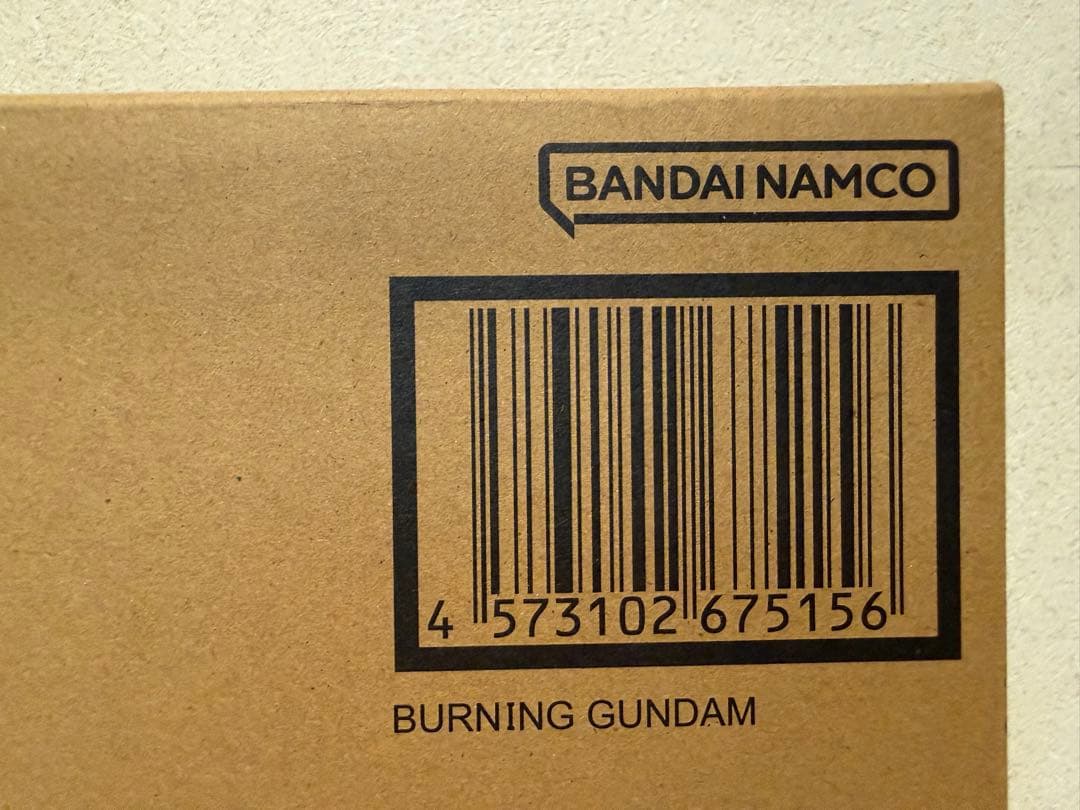 BANDAI NAMCO
4 573102 675156
BURNING GUNDAM